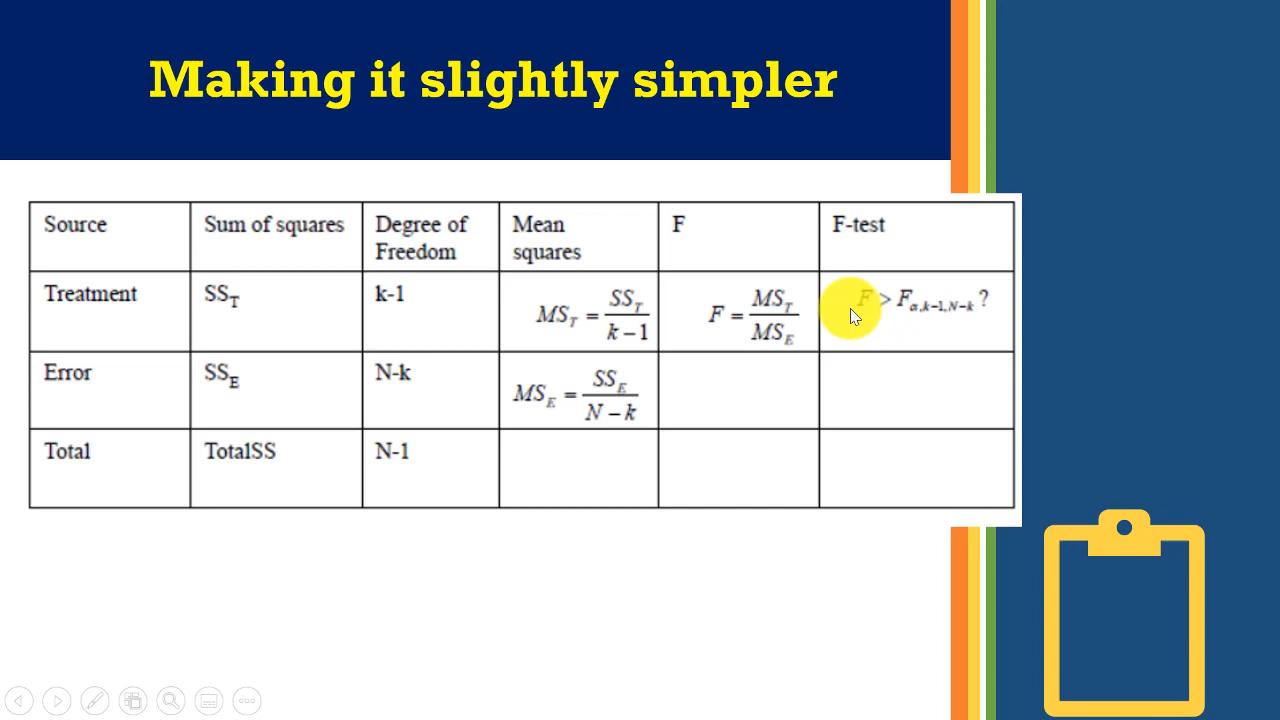 Making it slightly simpler
Source Sum of squares Degree of Freedom Mean squares F F-test
Treatment SS_T k-1 MS_T = SS_T / k − 1 F = MS_T / MS_E F > F_α,k−1,N−k ?
Error SS_E N-k MS_E = SS_E / N − k
Total TotalSS N-1